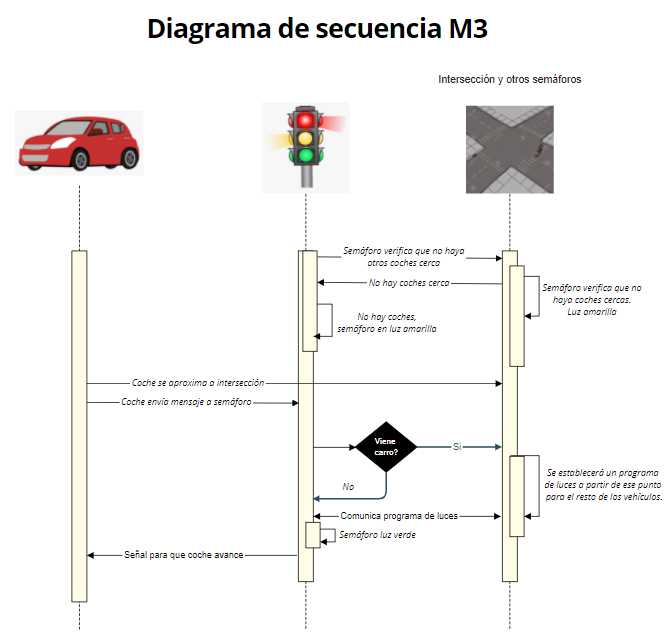 Diagrama de secuencia M3
Intersección y otros semáforos
Semáforo verifica que no haya
otros coches cerca
No hay coches cerca
Semáforo verifica que no
haya coches cercas.
Luz amarilla
No hay coches,
semáforo en luz amarilla
Coche se aproxima a intersección
Coche envía mensaje a semáforo
Viene
carro?
Si
No
Se establecerá un programa
de luces a partir de ese punto
para el resto de los vehículos.
Comunica programa de luces
Semáforo luz verde
Señal para que coche avance